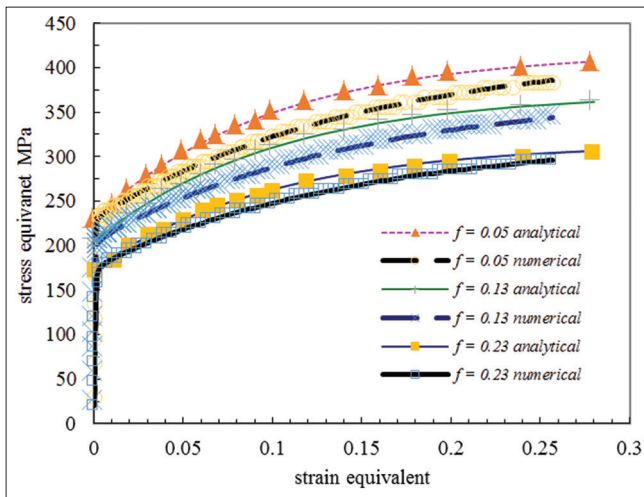 450
400
350
300
250
200
150
100
50
0
stress equivanet MPa
f = 0.05 analytical
f = 0.05 numerical
f = 0.13 analytical
f = 0.13 numerical
f = 0.23 analytical
f = 0.23 numerical
0 0.05 0.1 0.15 0.2 0.25 0.3
strain equivalent